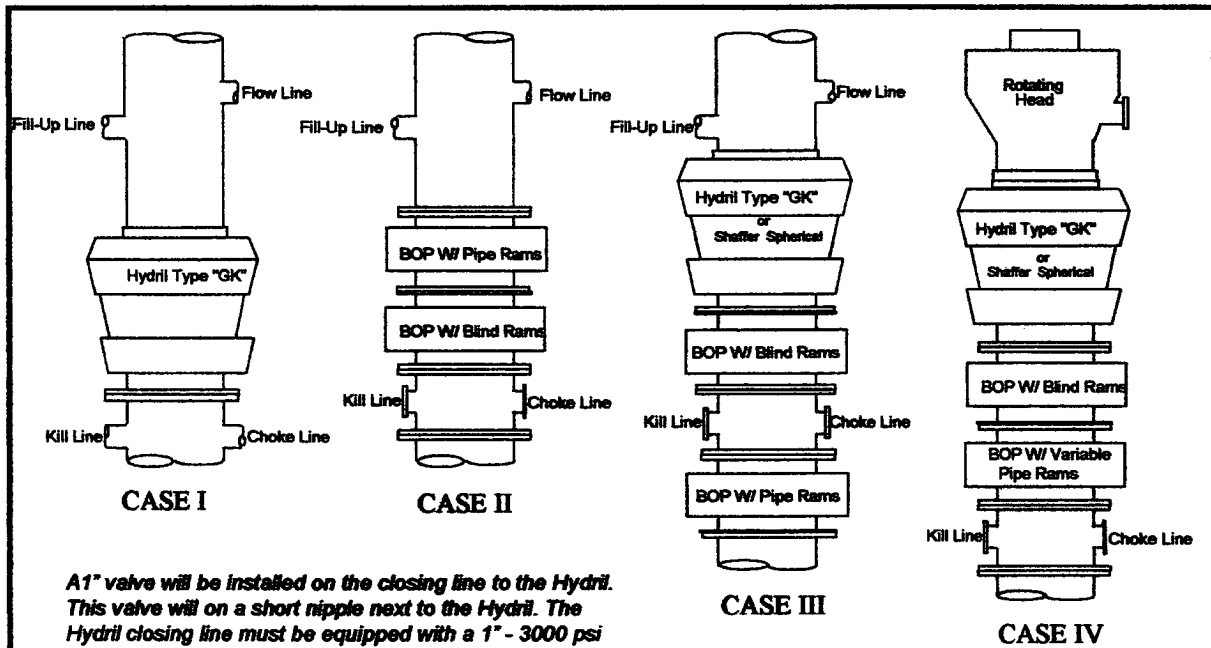 Flow Line
Fill-Up Line
Hydril Type "GK"
Kill Line
Choke Line
CASE I
Flow Line
Fill-Up Line
BOP W/ Pipe Rams
BOP W/ Blind Rams
Kill Line
Choke Line
CASE II
Flow Line
Fill-Up Line
Hydril Type "GK"
or
Shaffer Spherical
BOP W/ Blind Rams
Kill Line
Choke Line
BOP W/ Pipe Rams
CASE III
Rotating
Head
Hydril Type "GK"
or
Shaffer Spherical
BOP W/ Blind Rams
BOP W/ Variable
Pipe Rams
Kill Line
Choke Line
CASE IV
A1" valve will be installed on the closing line to the Hydril.
This valve will on a short nipple next to the Hydril. The
Hydril closing line must be equipped with a 1" - 3000 psi